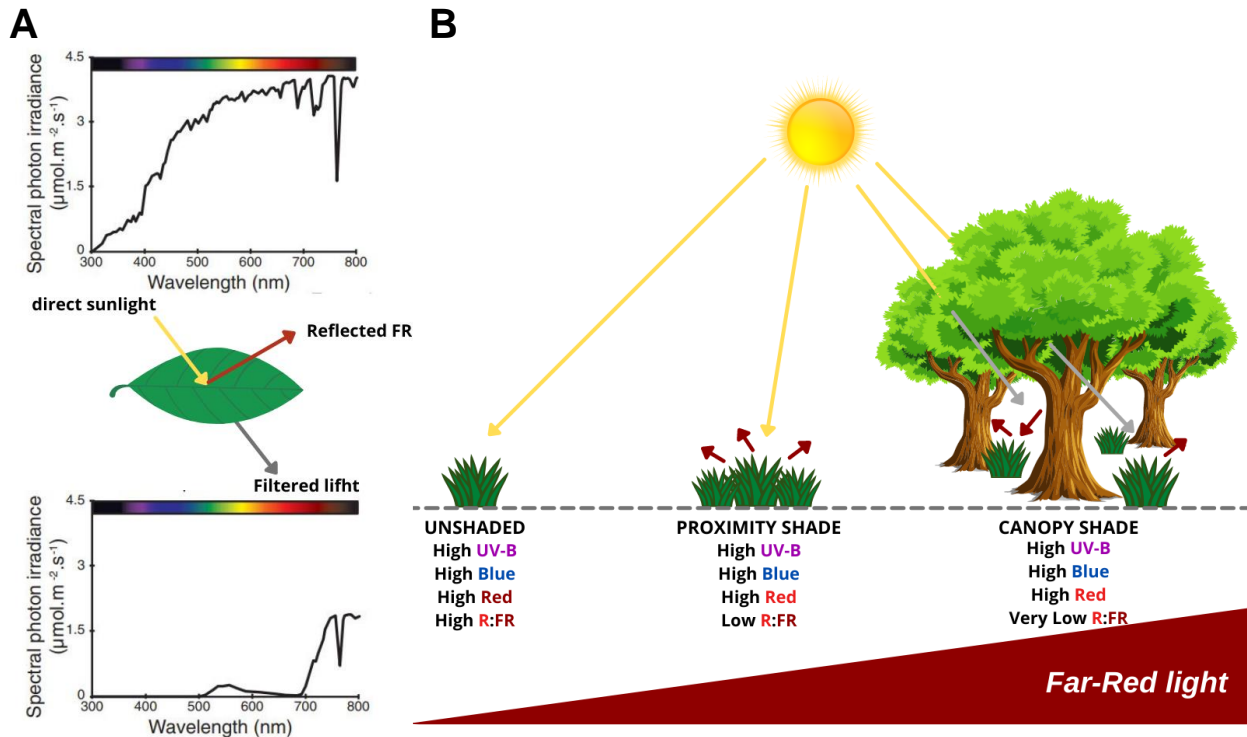 A
B
Spectral photon irradiance
(µmol.m⁻².s⁻¹)
4.5
3
1.5
0
300 400 500 600 700 800
Wavelength (nm)
direct sunlight
Reflected FR
Filtered lifht
Spectral photon irradiance
(µmol.m⁻².s⁻¹)
4.5
3
1.5
0
300 400 500 600 700 800
Wavelength (nm)
UNSHADED
High UV-B
High Blue
High Red
High R:FR
PROXIMITY SHADE
High UV-B
High Blue
High Red
Low R:FR
CANOPY SHADE
High UV-B
High Blue
High Red
Very Low R:FR
Far-Red light